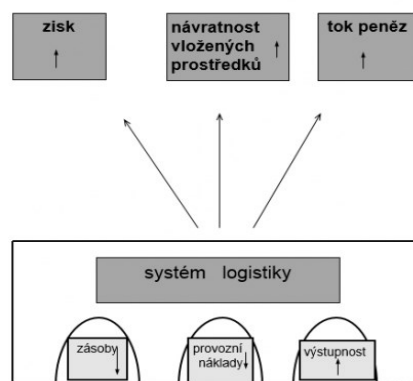 zisk
návratnost
vložených
prostředků
tok peněz
systém logistiky
zásoby
provozní
náklady
výstupnost